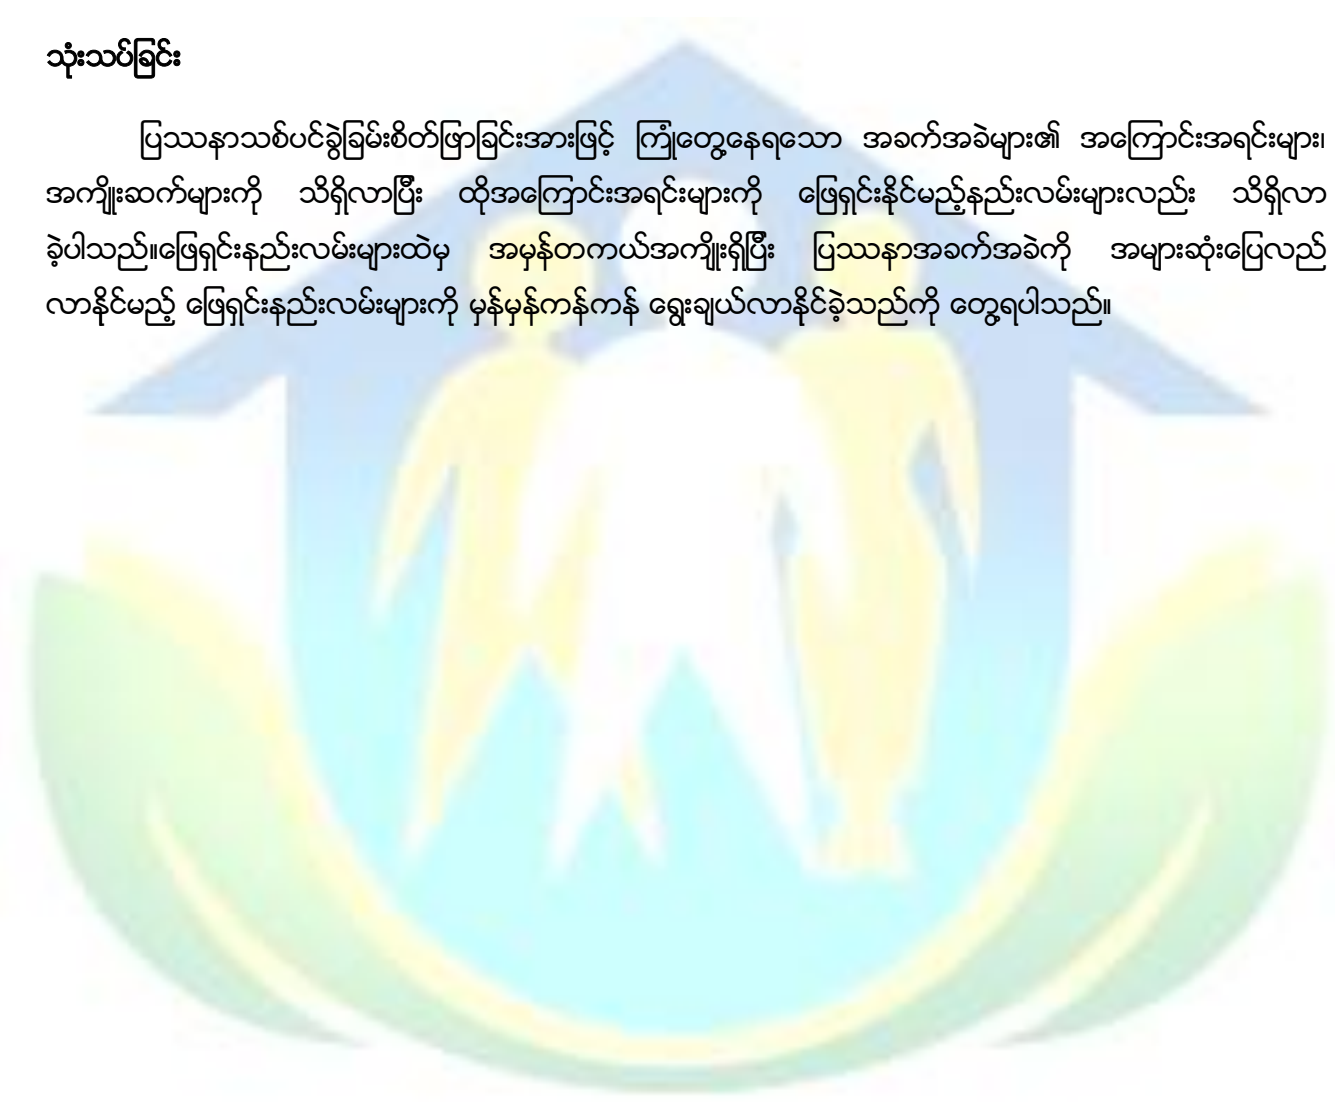 သုံးသပ်ခြင်း
ပြဿနာသစ်ပင်ခွဲခြမ်းစိတ်ဖြာခြင်းအားဖြင့် ကြုံတွေ့နေရသော အခက်အခဲများ၏ အကြောင်းအရင်းများ၊
အကျိုးဆက်များကို သိရှိလာပြီး ထိုအကြောင်းအရင်းများကို ဖြေရှင်းနိုင်မည့်နည်းလမ်းများလည်း သိရှိလာ
ခဲ့ပါသည်။ဖြေရှင်းနည်းလမ်းများထဲမှ အမှန်တကယ်အကျိုးရှိပြီး ပြဿနာအခက်အခဲကို အများဆုံးပြေလည်
လာနိုင်မည့် ဖြေရှင်းနည်းလမ်းများကို မှန်မှန်ကန်ကန် ရွေးချယ်လာနိုင်ခဲ့သည်ကို တွေ့ရပါသည်။